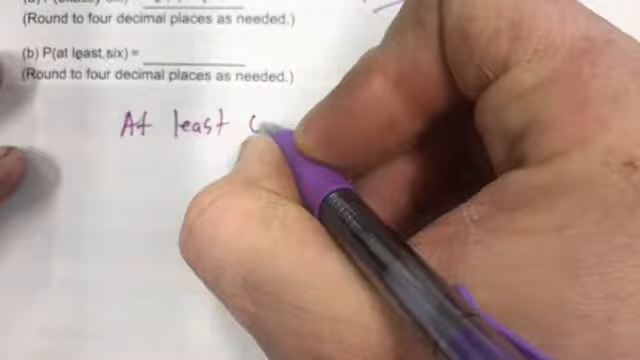 (Round to four decimal places as needed.)
(b) P(at least six) =
(Round to four decimal places as needed.)
At least